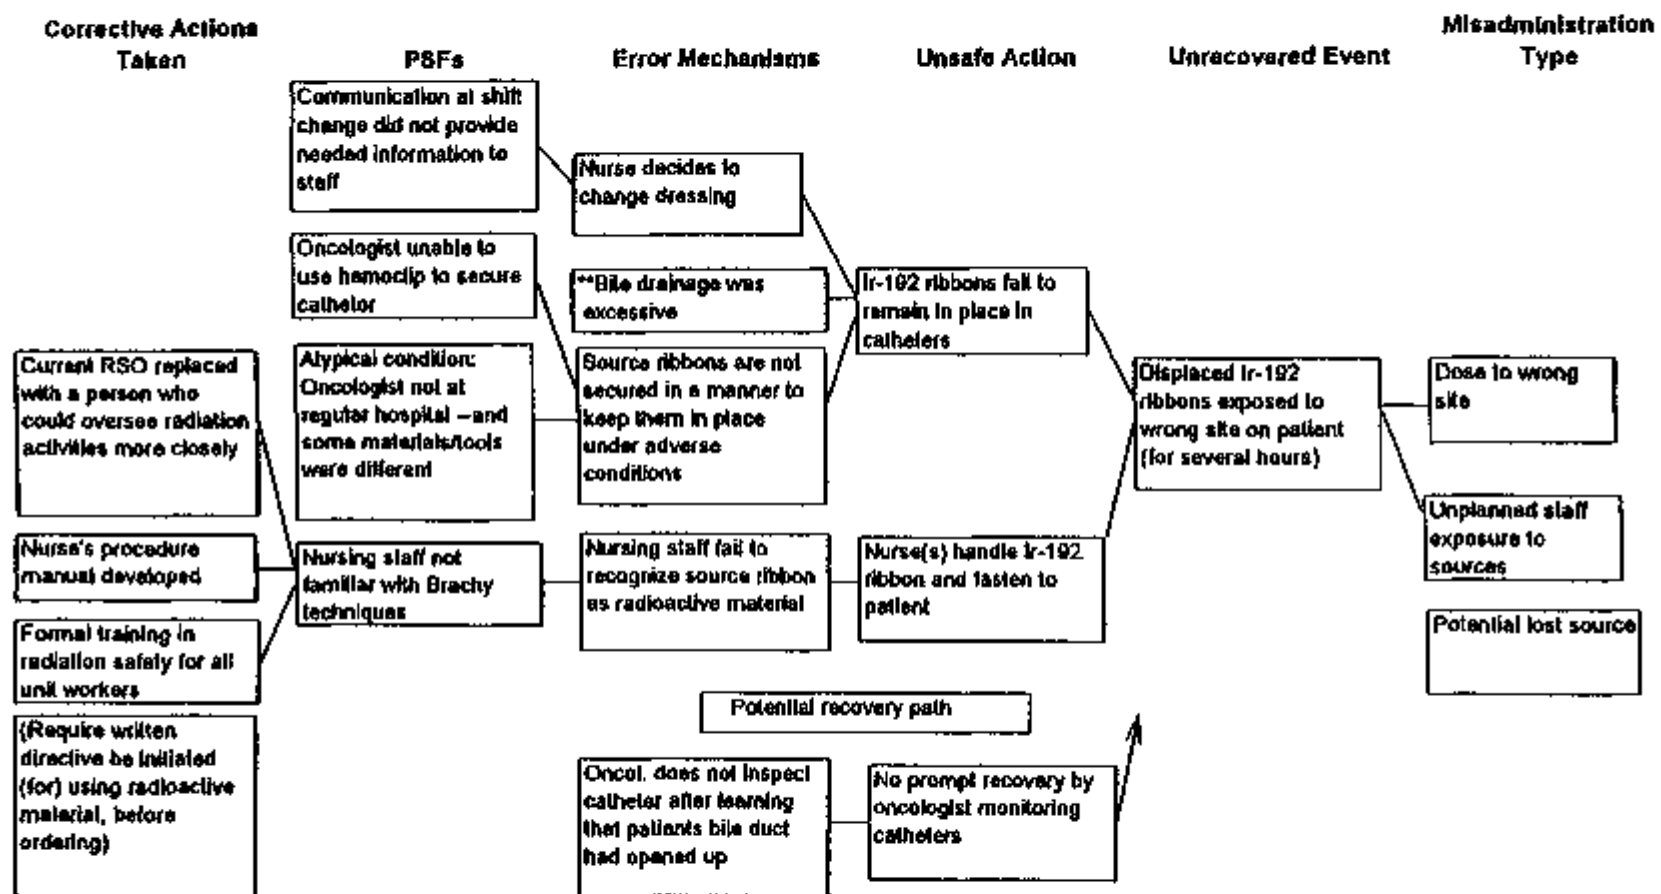 Corrective Actions
Taken
PSFs
Error Mechanisms
Unsafe Action
Unrecovered Event
Misadministration
Type
Communication at shift
change did not provide
needed information to
staff
Nurse decides to
change dressing
Oncologist unable to
use hemoclip to secure
catheter
**Bile drainage was
excessive
Ir-192 ribbons fail to
remain in place in
catheters
Current RSO replaced
with a person who
could oversee radiation
activities more closely
Atypical condition:
Oncologist not at
regular hospital --and
some materials/tools
were different
Source ribbons are not
secured in a manner to
keep them in place
under adverse
conditions
Displaced Ir-192
ribbons exposed to
wrong site on patient
(for several hours)
Dose to wrong
site
Unplanned staff
exposure to
sources
Nurse's procedure
manual developed
Nursing staff not
familiar with Brachy
techniques
Nursing staff fail to
recognize source ribbon
as radioactive material
Nurse(s) handle Ir-192
ribbon and fasten to
patient
Formal training in
radiation safety for all
unit workers
Potential lost source
Potential recovery path
(Require written
directive be initiated
(for) using radioactive
material, before
ordering)
Oncol. does not inspect
catheter after learning
that patients bile duct
had opened up
No prompt recovery by
oncologist monitoring
catheters